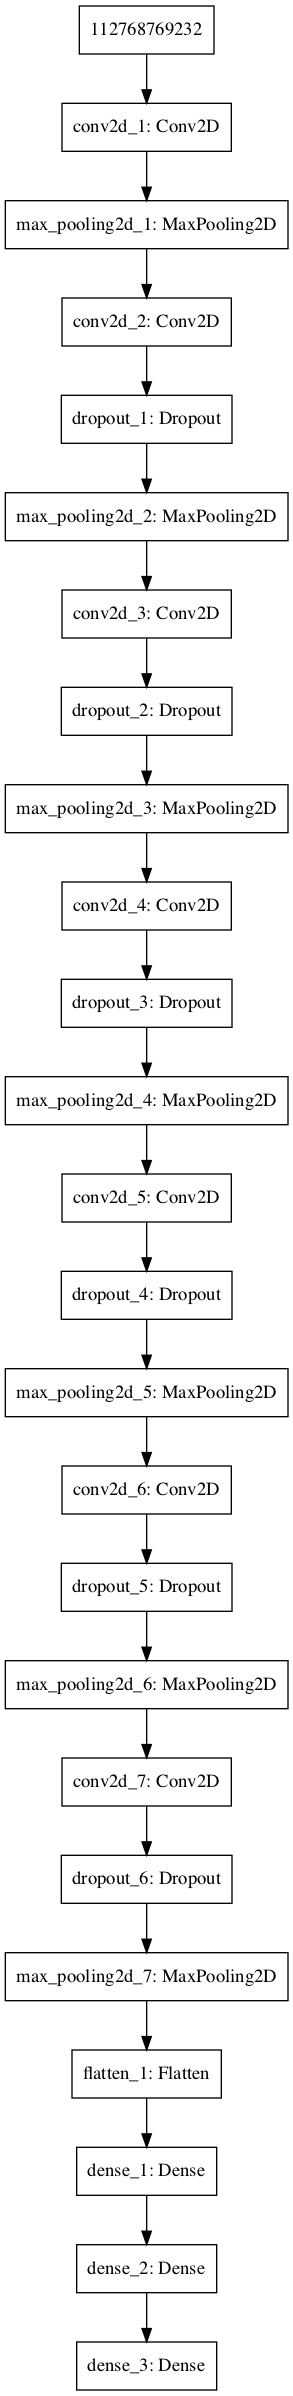 112768769232
conv2d_1: Conv2D
max_pooling2d_1: MaxPooling2D
conv2d_2: Conv2D
dropout_1: Dropout
max_pooling2d_2: MaxPooling2D
conv2d_3: Conv2D
dropout_2: Dropout
max_pooling2d_3: MaxPooling2D
conv2d_4: Conv2D
dropout_3: Dropout
max_pooling2d_4: MaxPooling2D
conv2d_5: Conv2D
dropout_4: Dropout
max_pooling2d_5: MaxPooling2D
conv2d_6: Conv2D
dropout_5: Dropout
max_pooling2d_6: MaxPooling2D
conv2d_7: Conv2D
dropout_6: Dropout
max_pooling2d_7: MaxPooling2D
flatten_1: Flatten
dense_1: Dense
dense_2: Dense
dense_3: Dense